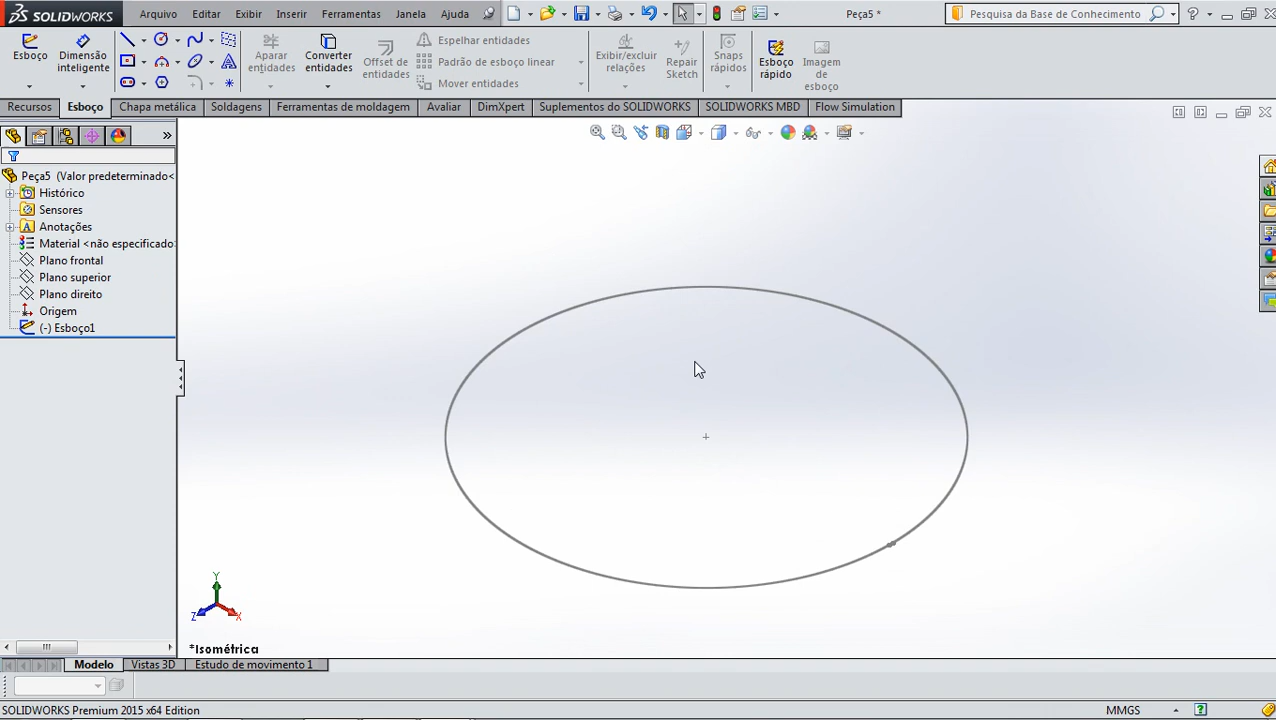 SOLIDWORKS Arquivo Editar Exibir Inserir Ferramentas Janela Ajuda Peça5 * Pesquisa da Base de Conhecimento
Esboço Dimensão inteligente Aparar entidades Converter entidades Offset de entidades Espelhar entidades Exibir/excluir relações Repair Sketch Snaps rápidos Esboço rápido Imagem de esboço
Padrão de esboço linear
Mover entidades
Recursos Esboço Chapa metálica Soldagens Ferramentas de moldagem Avaliar DimXpert Suplementos do SOLIDWORKS SOLIDWORKS MBD Flow Simulation
Peça5 (Valor predeterminado<
Histórico
Sensores
Anotações
Material <não especificado>
Plano frontal
Plano superior
Plano direito
Origem
(-) Esboço1
Y
Z X
*Isométrica
Modelo Vistas 3D Estudo de movimento 1
SOLIDWORKS Premium 2015 x64 Edition MMGS